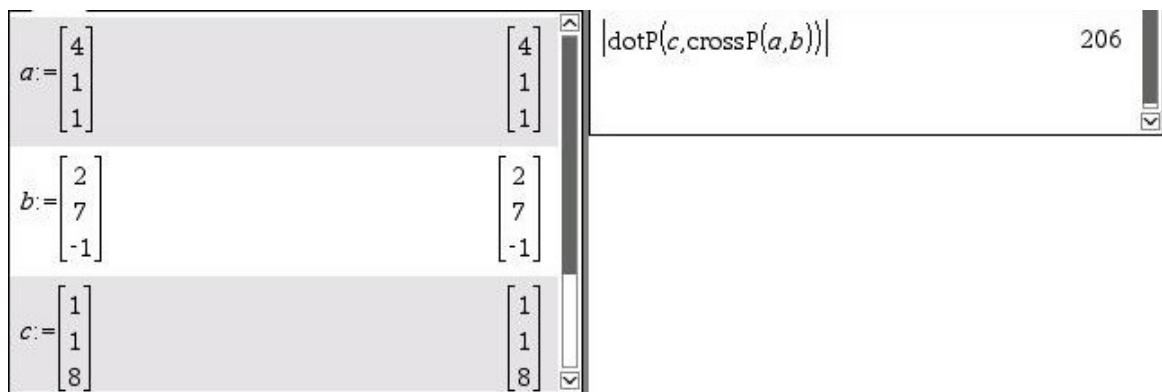 a:=[4 1 1] [4 1 1]
b:=[2 7 -1] [2 7 -1]
c:=[1 1 8] [1 1 8]
|dotP(c,crossP(a,b))| 206